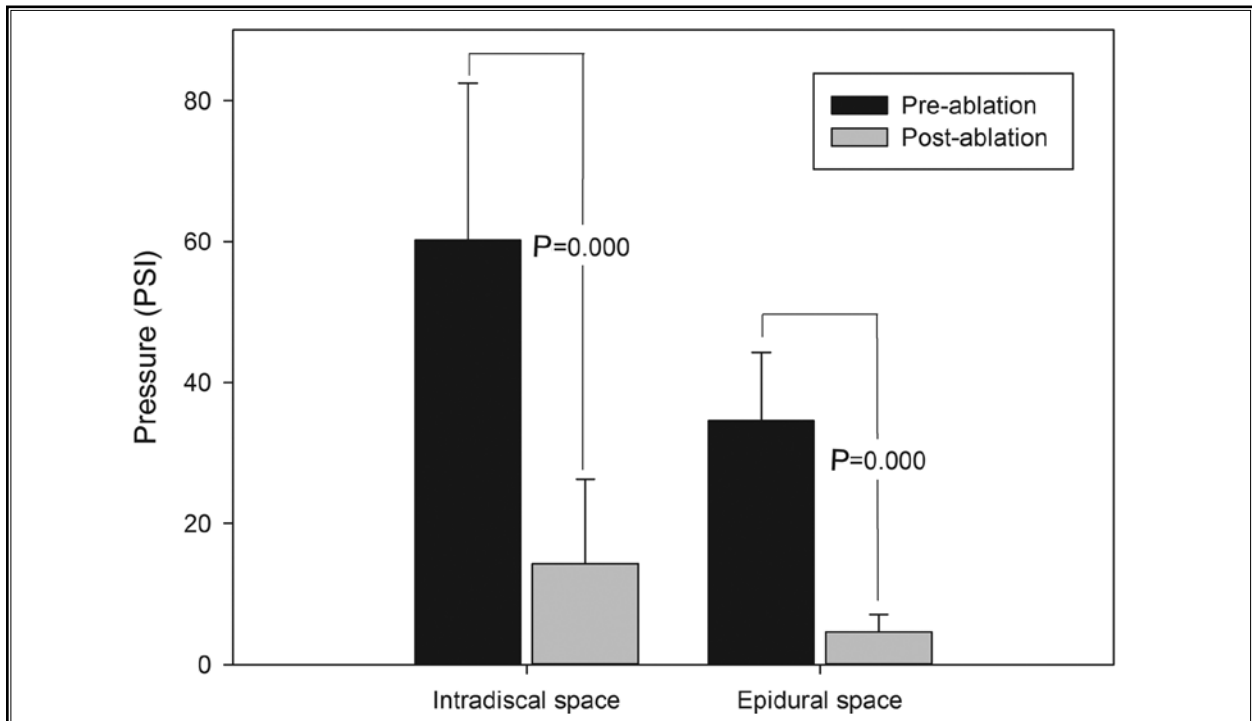 80
60
40
20
0
Pressure (PSI)
Pre-ablation
Post-ablation
P=0.000
P=0.000
Intradiscal space
Epidural space